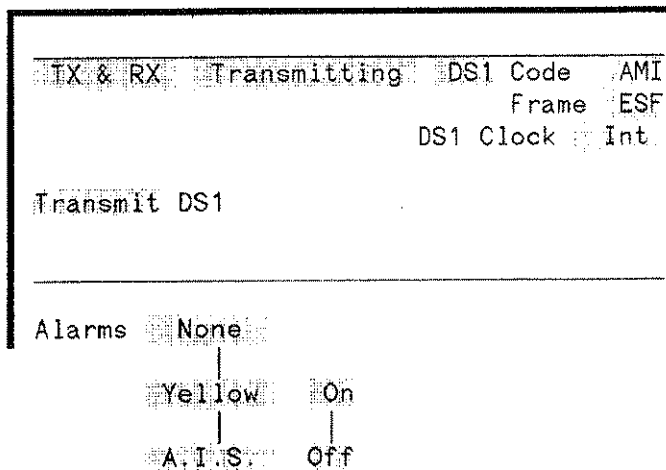 TX & RX Transmitting DS1 Code AMI
Frame ESF
DS1 Clock Int
Transmit DS1
Alarms None
Yellow On
A.I.S. Off